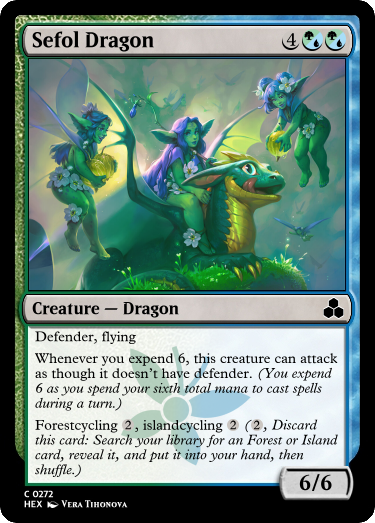 Sefol Dragon 4
Creature — Dragon
Defender, flying
Whenever you expend 6, this creature can attack
as though it doesn't have defender. (You expend
6 as you spend your sixth total mana to cast spells
during a turn.)
Forestcycling 2, islandcycling 2 (2, Discard
this card: Search your library for an Forest or Island
card, reveal it, and put it into your hand, then
shuffle.)
6/6
C 0272
HEX Vera Tihonova